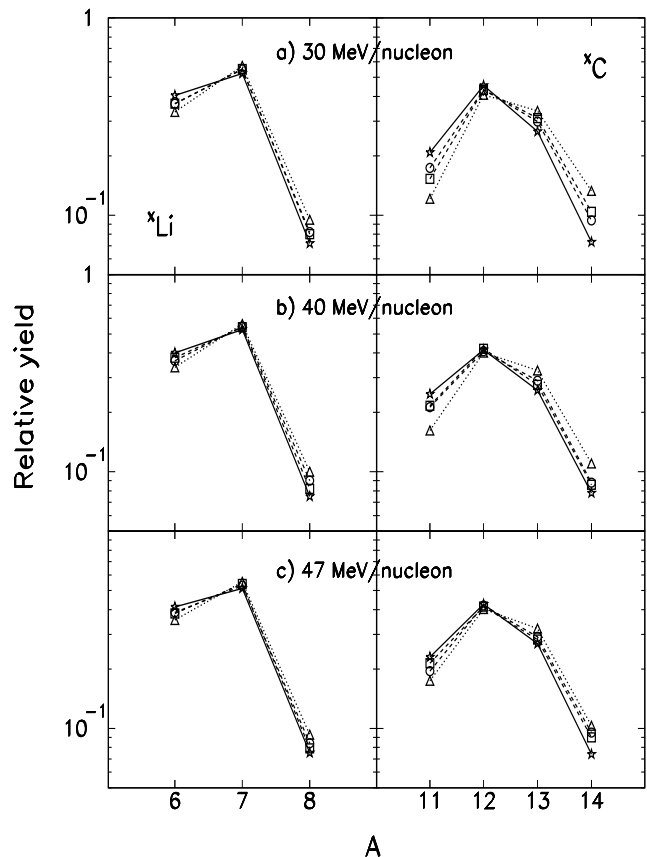 1
a) 30 MeV/nucleon
ˣC
ˣLi
10⁻¹
1
b) 40 MeV/nucleon
Relative yield
10⁻¹
c) 47 MeV/nucleon
10⁻¹
6 7 8 11 12 13 14
A